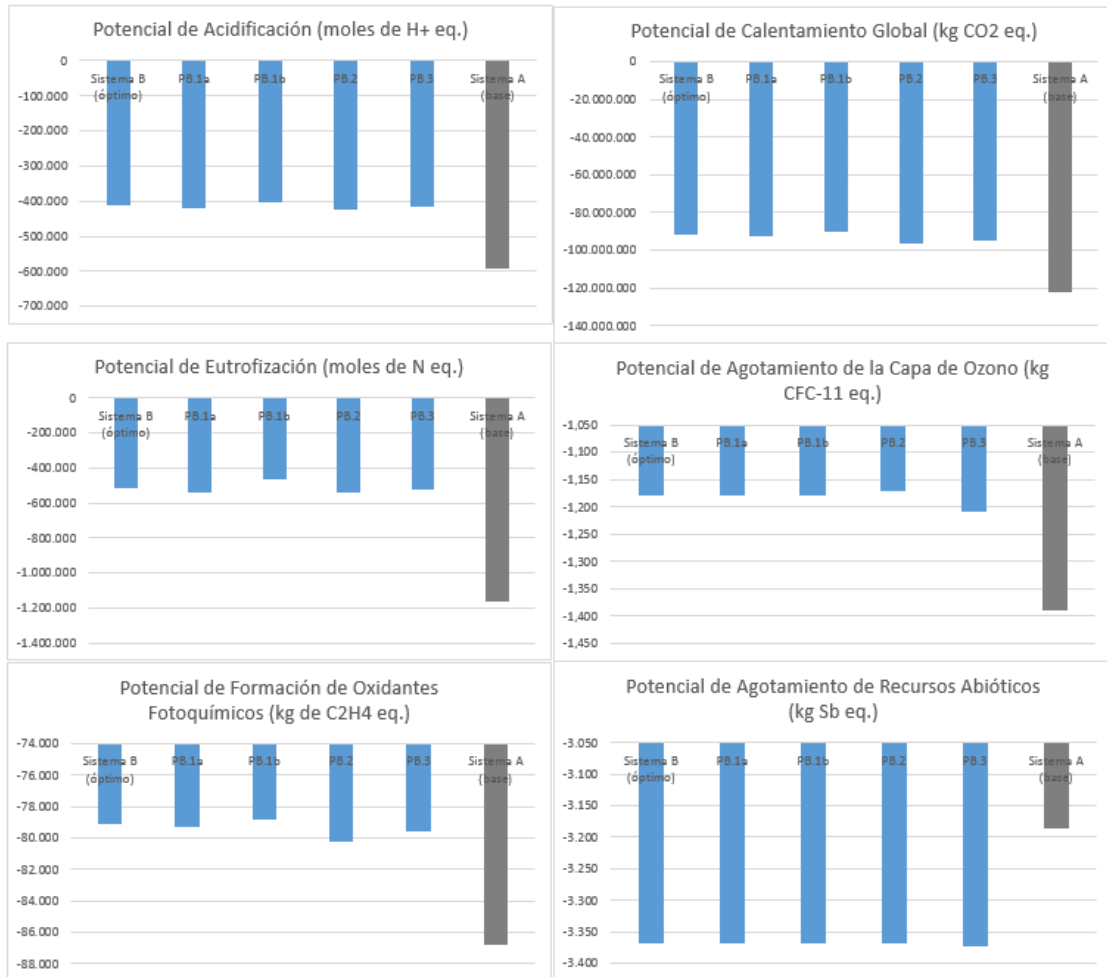 Potencial de Acidificación (moles de H+ eq.)
0
-100.000
-200.000
-300.000
-400.000
-500.000
-600.000
-700.000
Sistema B
(óptimo)
PB.1a
PB.1b
PB.2
PB.3
Sistema A
(base)
Potencial de Calentamiento Global (kg CO2 eq.)
0
-20.000.000
-40.000.000
-60.000.000
-80.000.000
-100.000.000
-120.000.000
-140.000.000
Sistema B
(óptimo)
PB.1a
PB.1b
PB.2
PB.3
Sistema A
(base)
Potencial de Eutrofización (moles de N eq.)
0
-200.000
-400.000
-600.000
-800.000
-1.000.000
-1.200.000
-1.400.000
Sistema B
(óptimo)
PB.1a
PB.1b
PB.2
PB.3
Sistema A
(base)
Potencial de Agotamiento de la Capa de Ozono (kg
CFC-11 eq.)
-1,050
-1,100
-1,150
-1,200
-1,250
-1,300
-1,350
-1,400
-1,450
Sistema B
(óptimo)
PB.1a
PB.1b
PB.2
PB.3
Sistema A
(base)
Potencial de Formación de Oxidantes
Fotoquímicos (kg de C2H4 eq.)
-74.000
-76.000
-78.000
-80.000
-82.000
-84.000
-86.000
-88.000
Sistema B
(óptimo)
PB.1a
PB.1b
PB.2
PB.3
Sistema A
(base)
Potencial de Agotamiento de Recursos Abióticos
(kg Sb eq.)
-3.050
-3.100
-3.150
-3.200
-3.250
-3.300
-3.350
-3.400
Sistema B
(óptimo)
PB.1a
PB.1b
PB.2
PB.3
Sistema A
(base)